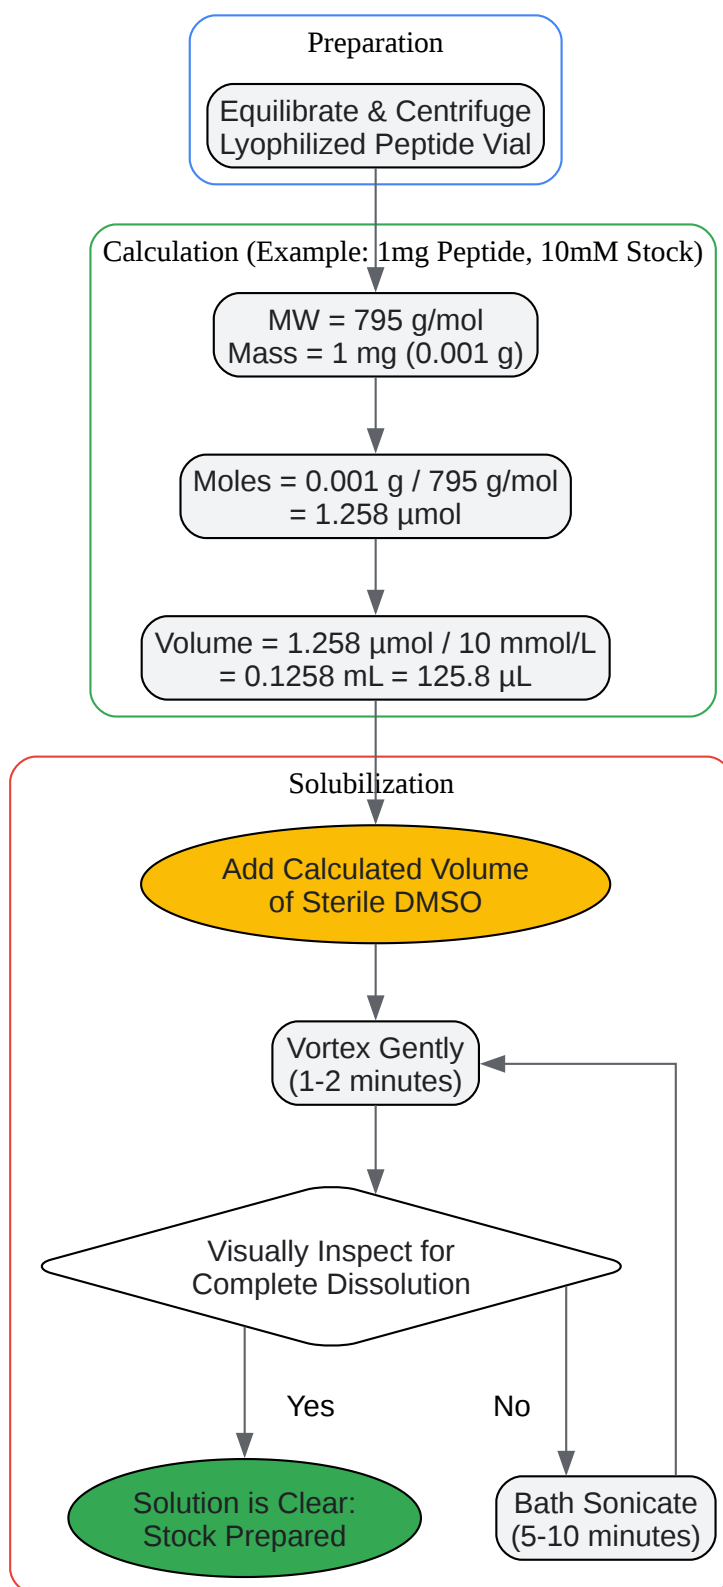 Preparation
Equilibrate & Centrifuge
Lyophilized Peptide Vial
Calculation (Example: 1mg Peptide, 10mM Stock)
MW = 795 g/mol
Mass = 1 mg (0.001 g)
Moles = 0.001 g / 795 g/mol
= 1.258 µmol
Volume = 1.258 µmol / 10 mmol/L
= 0.1258 mL = 125.8 µL
Solubilization
Add Calculated Volume
of Sterile DMSO
Vortex Gently
(1-2 minutes)
Visually Inspect for
Complete Dissolution
Yes
No
Solution is Clear:
Stock Prepared
Bath Sonicate
(5-10 minutes)